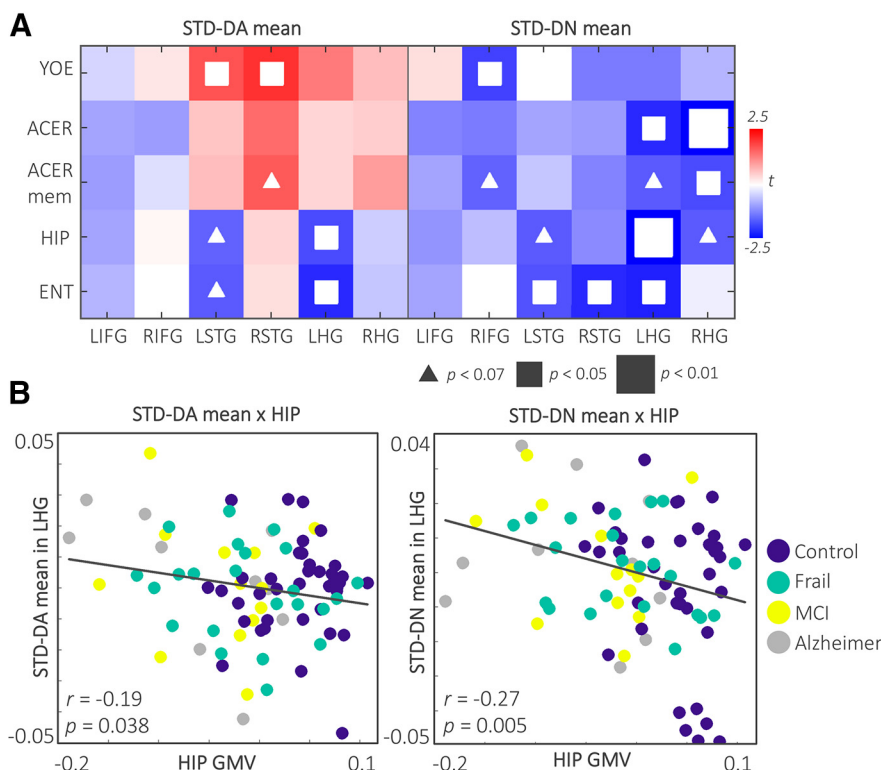 A
STD-DA mean
STD-DN mean
YOE
ACER
ACER
mem
HIP
ENT
2.5
t
-2.5
LIFG RIFG LSTG RSTG LHG RHG LIFG RIFG LSTG RSTG LHG RHG
p < 0.07 p < 0.05 p < 0.01
B
STD-DA mean x HIP
STD-DN mean x HIP
0.05
STD-DA mean in LHG
-0.05
r = -0.19
p = 0.038
-0.2
HIP GMV
0.1
0.04
STD-DN mean in LHG
-0.05
r = -0.27
p = 0.005
-0.2
HIP GMV
0.1
Control
Frail
MCI
Alzheimer